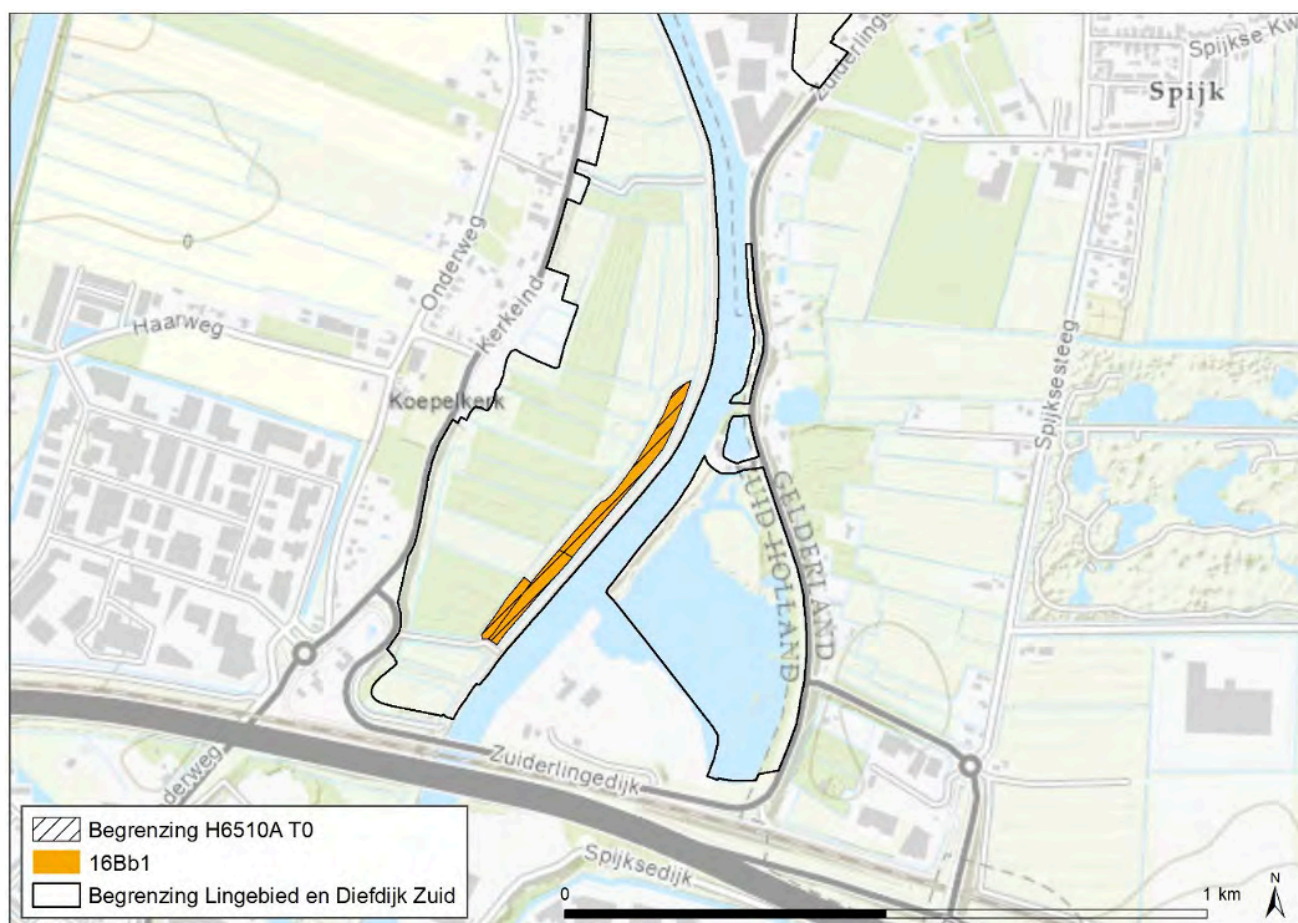 Spijkse Kw
Zuiderlinge
Spijk
0
Onderweg
Haarweg
Kerkeind
Koepelkerk
Spijksesteeg
GELDERLAND
UID-HOLLAND
Zuiderlingedijk
derweg
Spijksedijk
Begrenzing H6510A T0
16Bb1
Begrenzing Lingebied en Diefdijk Zuid
0
1 km
N